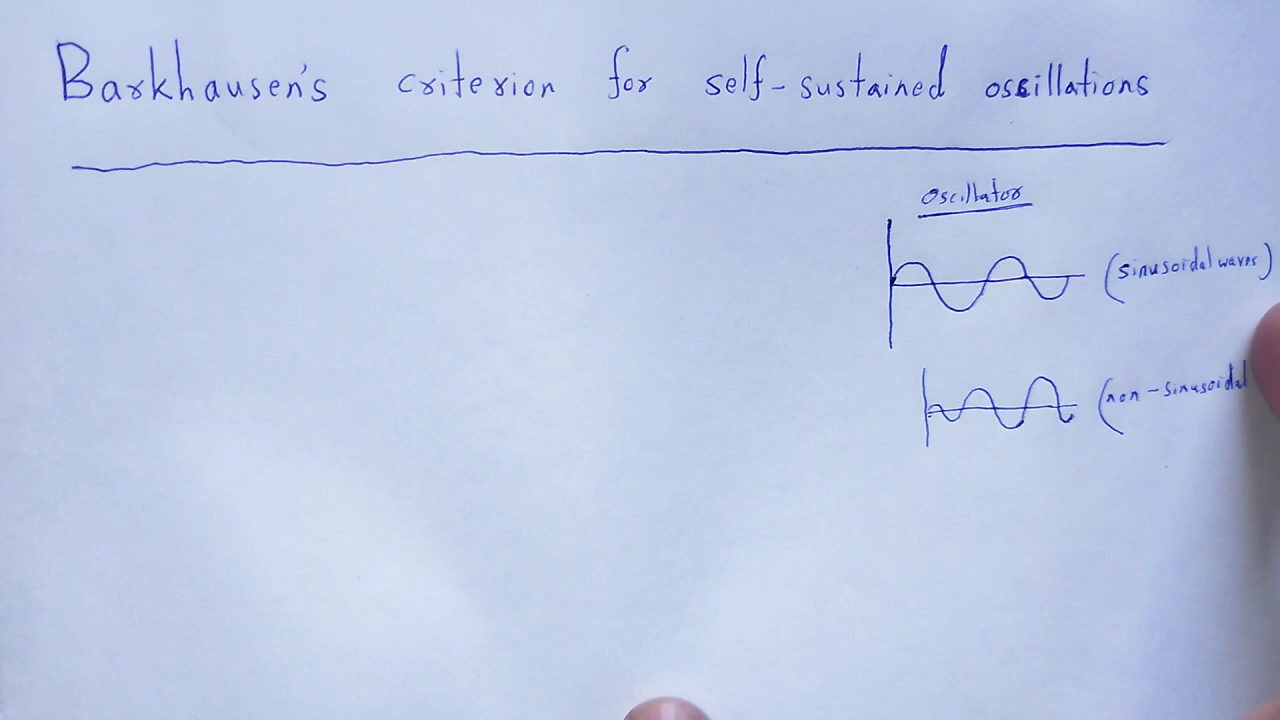 Barkhausen's criterion for self-sustained oscillations
Oscillator
(sinusoidal waves)
(non-sinusoidal